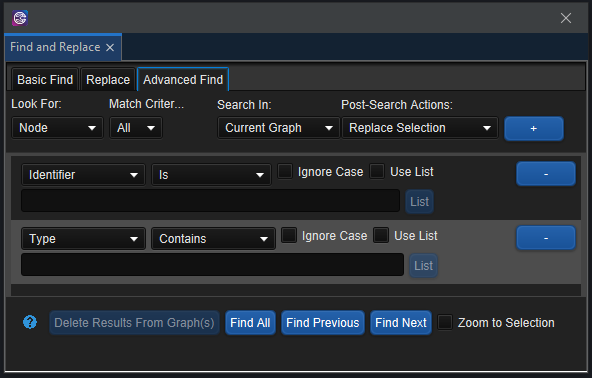 Find and Replace
Basic Find Replace Advanced Find
Look For: Match Criter... Search In: Post-Search Actions:
Node All Current Graph Replace Selection +
Identifier Is Ignore Case Use List -
List
Type Contains Ignore Case Use List -
List
? Delete Results From Graph(s) Find All Find Previous Find Next Zoom to Selection